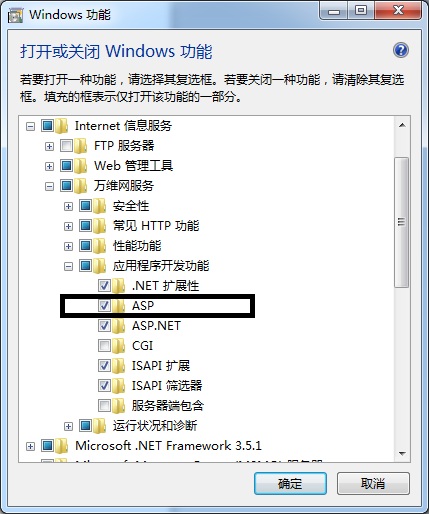 Windows 功能
打开或关闭 Windows 功能
若要打开一种功能，请选择其复选框。若要关闭一种功能，请清除其复选
框。填充的框表示仅打开该功能的一部分。
Internet 信息服务
FTP 服务器
Web 管理工具
万维网服务
安全性
常见 HTTP 功能
性能功能
应用程序开发功能
.NET 扩展性
ASP
ASP.NET
CGI
ISAPI 扩展
ISAPI 筛选器
服务器端包含
运行状况和诊断
Microsoft .NET Framework 3.5.1
确定
取消